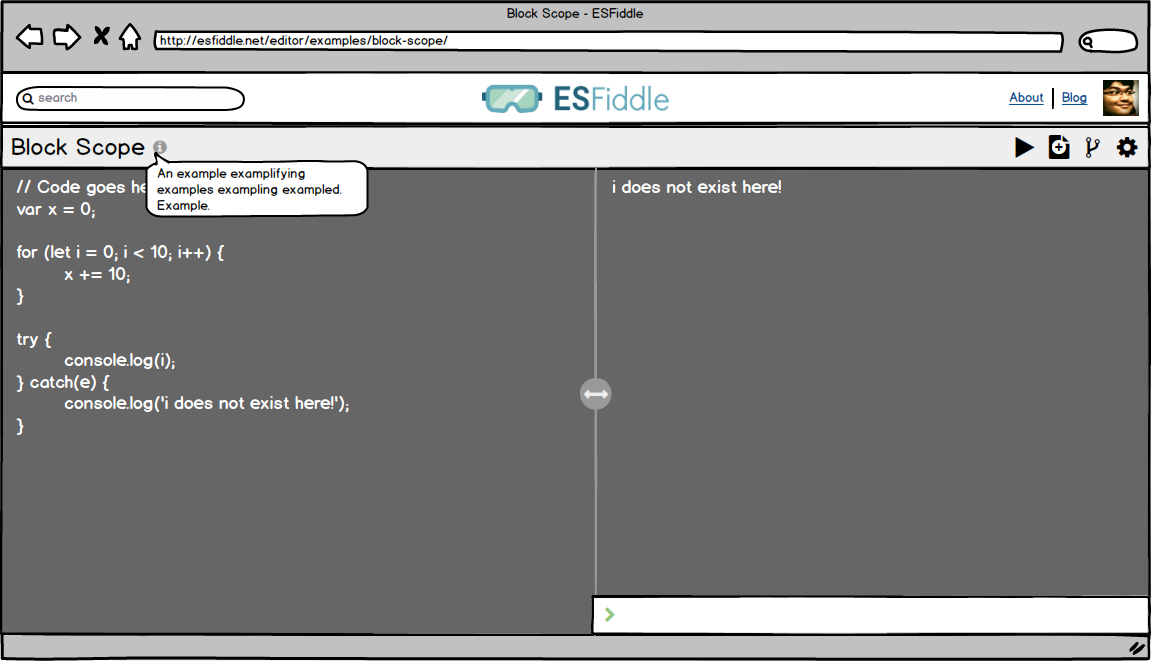 Block Scope - ESFiddle
http://esfiddle.net/editor/examples/block-scope/
search
ESFiddle
About
Blog
Block Scope
i
An example examplifying
examples exampling exampled.
Example.
// Code goes he
var x = 0;
for (let i = 0; i < 10; i++) {
x += 10;
}
try {
console.log(i);
} catch(e) {
console.log('i does not exist here!');
}
i does not exist here!
>